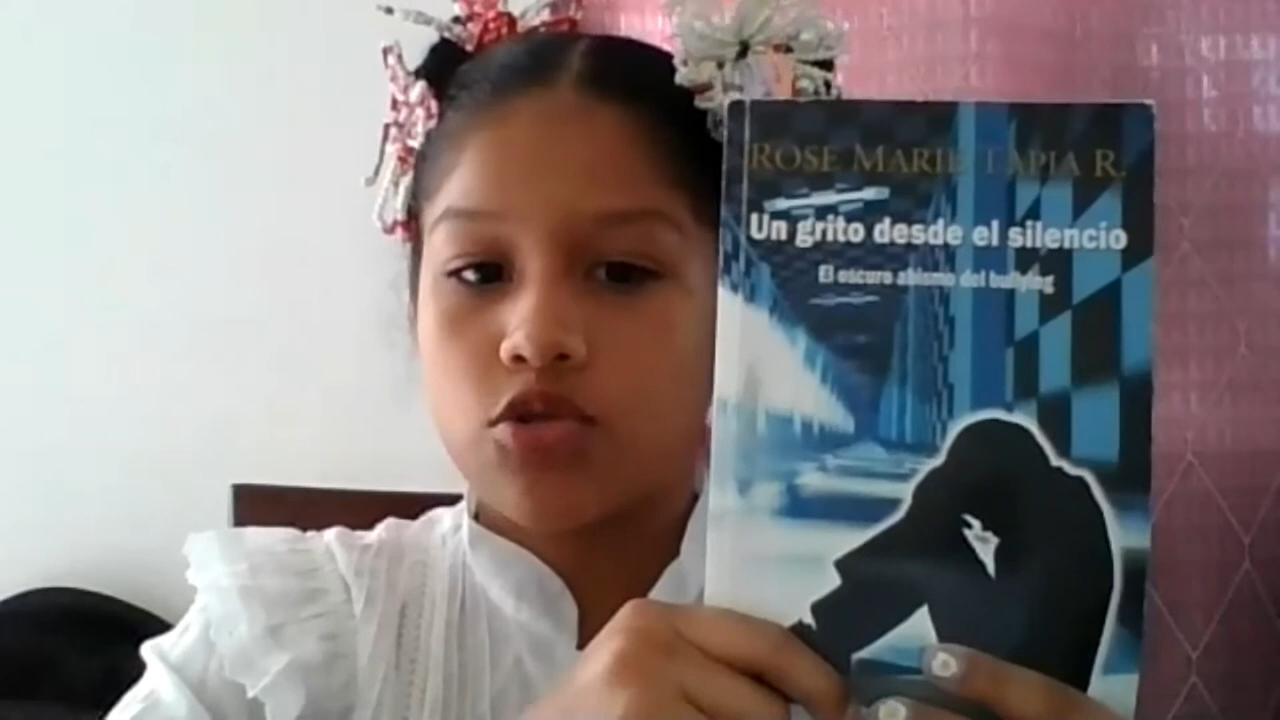 ROSE MARIE TAPIA R.
Un grito desde el silencio
El oscuro abismo del bullying